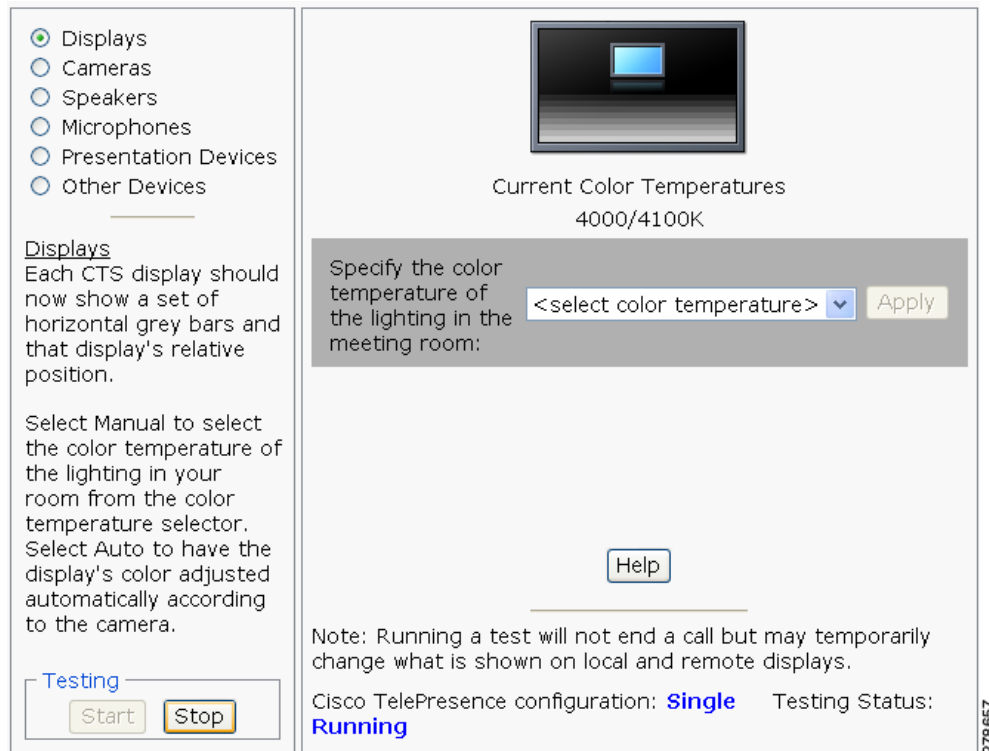 Displays
Cameras
Speakers
Microphones
Presentation Devices
Other Devices
Displays
Each CTS display should
now show a set of
horizontal grey bars and
that display's relative
position.
Select Manual to select
the color temperature of
the lighting in your
room from the color
temperature selector.
Select Auto to have the
display's color adjusted
automatically according
to the camera.
Testing
Start Stop
Current Color Temperatures
4000/4100K
Specify the color
temperature of
the lighting in the
meeting room:
<select color temperature> Apply
Help
Note: Running a test will not end a call but may temporarily
change what is shown on local and remote displays.
Cisco TelePresence configuration: Single Testing Status:
Running